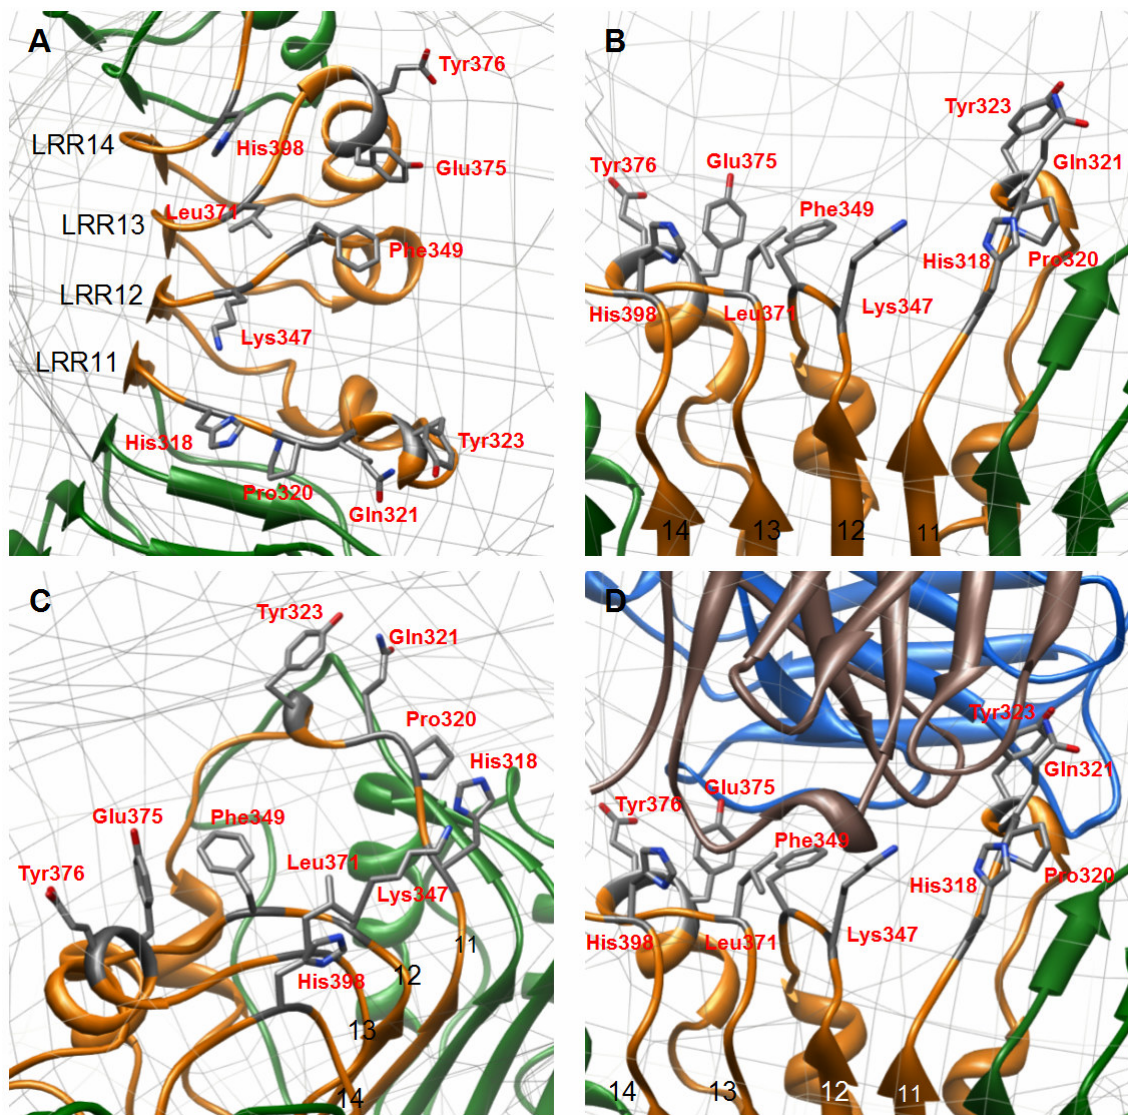 A
Tyr376
LRR14
His398
Glu375
Leu371
LRR13
Phe349
LRR12
Lys347
LRR11
His318
Tyr323
Pro320
Gln321
B
Tyr323
Tyr376
Glu375
Gln321
Phe349
His318
Pro320
His398
Leu371
Lys347
14
13
12
11
C
Tyr323
Gln321
Pro320
His318
Glu375
Phe349
Leu371
Tyr376
Lys347
11
His398
12
13
14
D
Tyr323
Gln321
Glu375
Tyr376
Phe349
Pro320
His318
His398
Leu371
Lys347
14
13
12
11